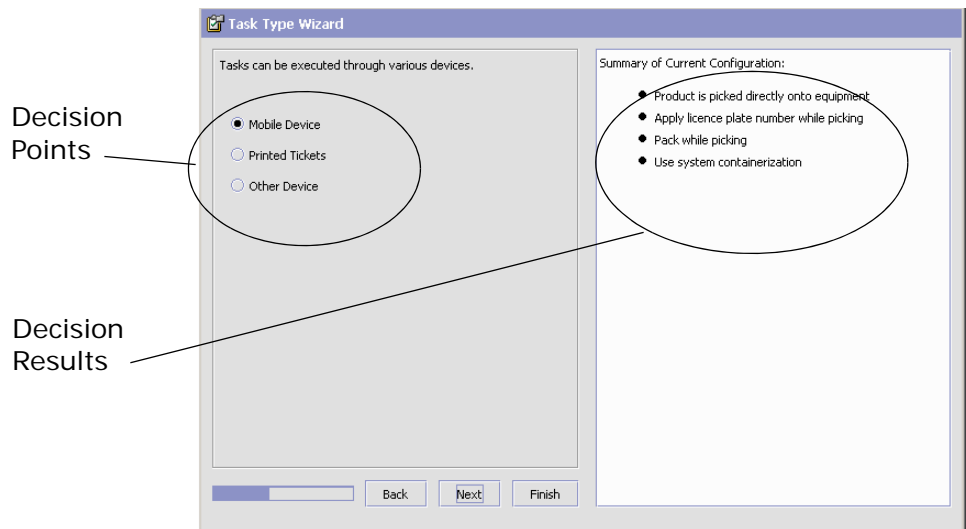 Task Type Wizard
Tasks can be executed through various devices.
Mobile Device
Printed Tickets
Other Device
Summary of Current Configuration:
Product is picked directly onto equipment
Apply licence plate number while picking
Pack while picking
Use system containerization
Decision
Points
Decision
Results
Back
Next
Finish